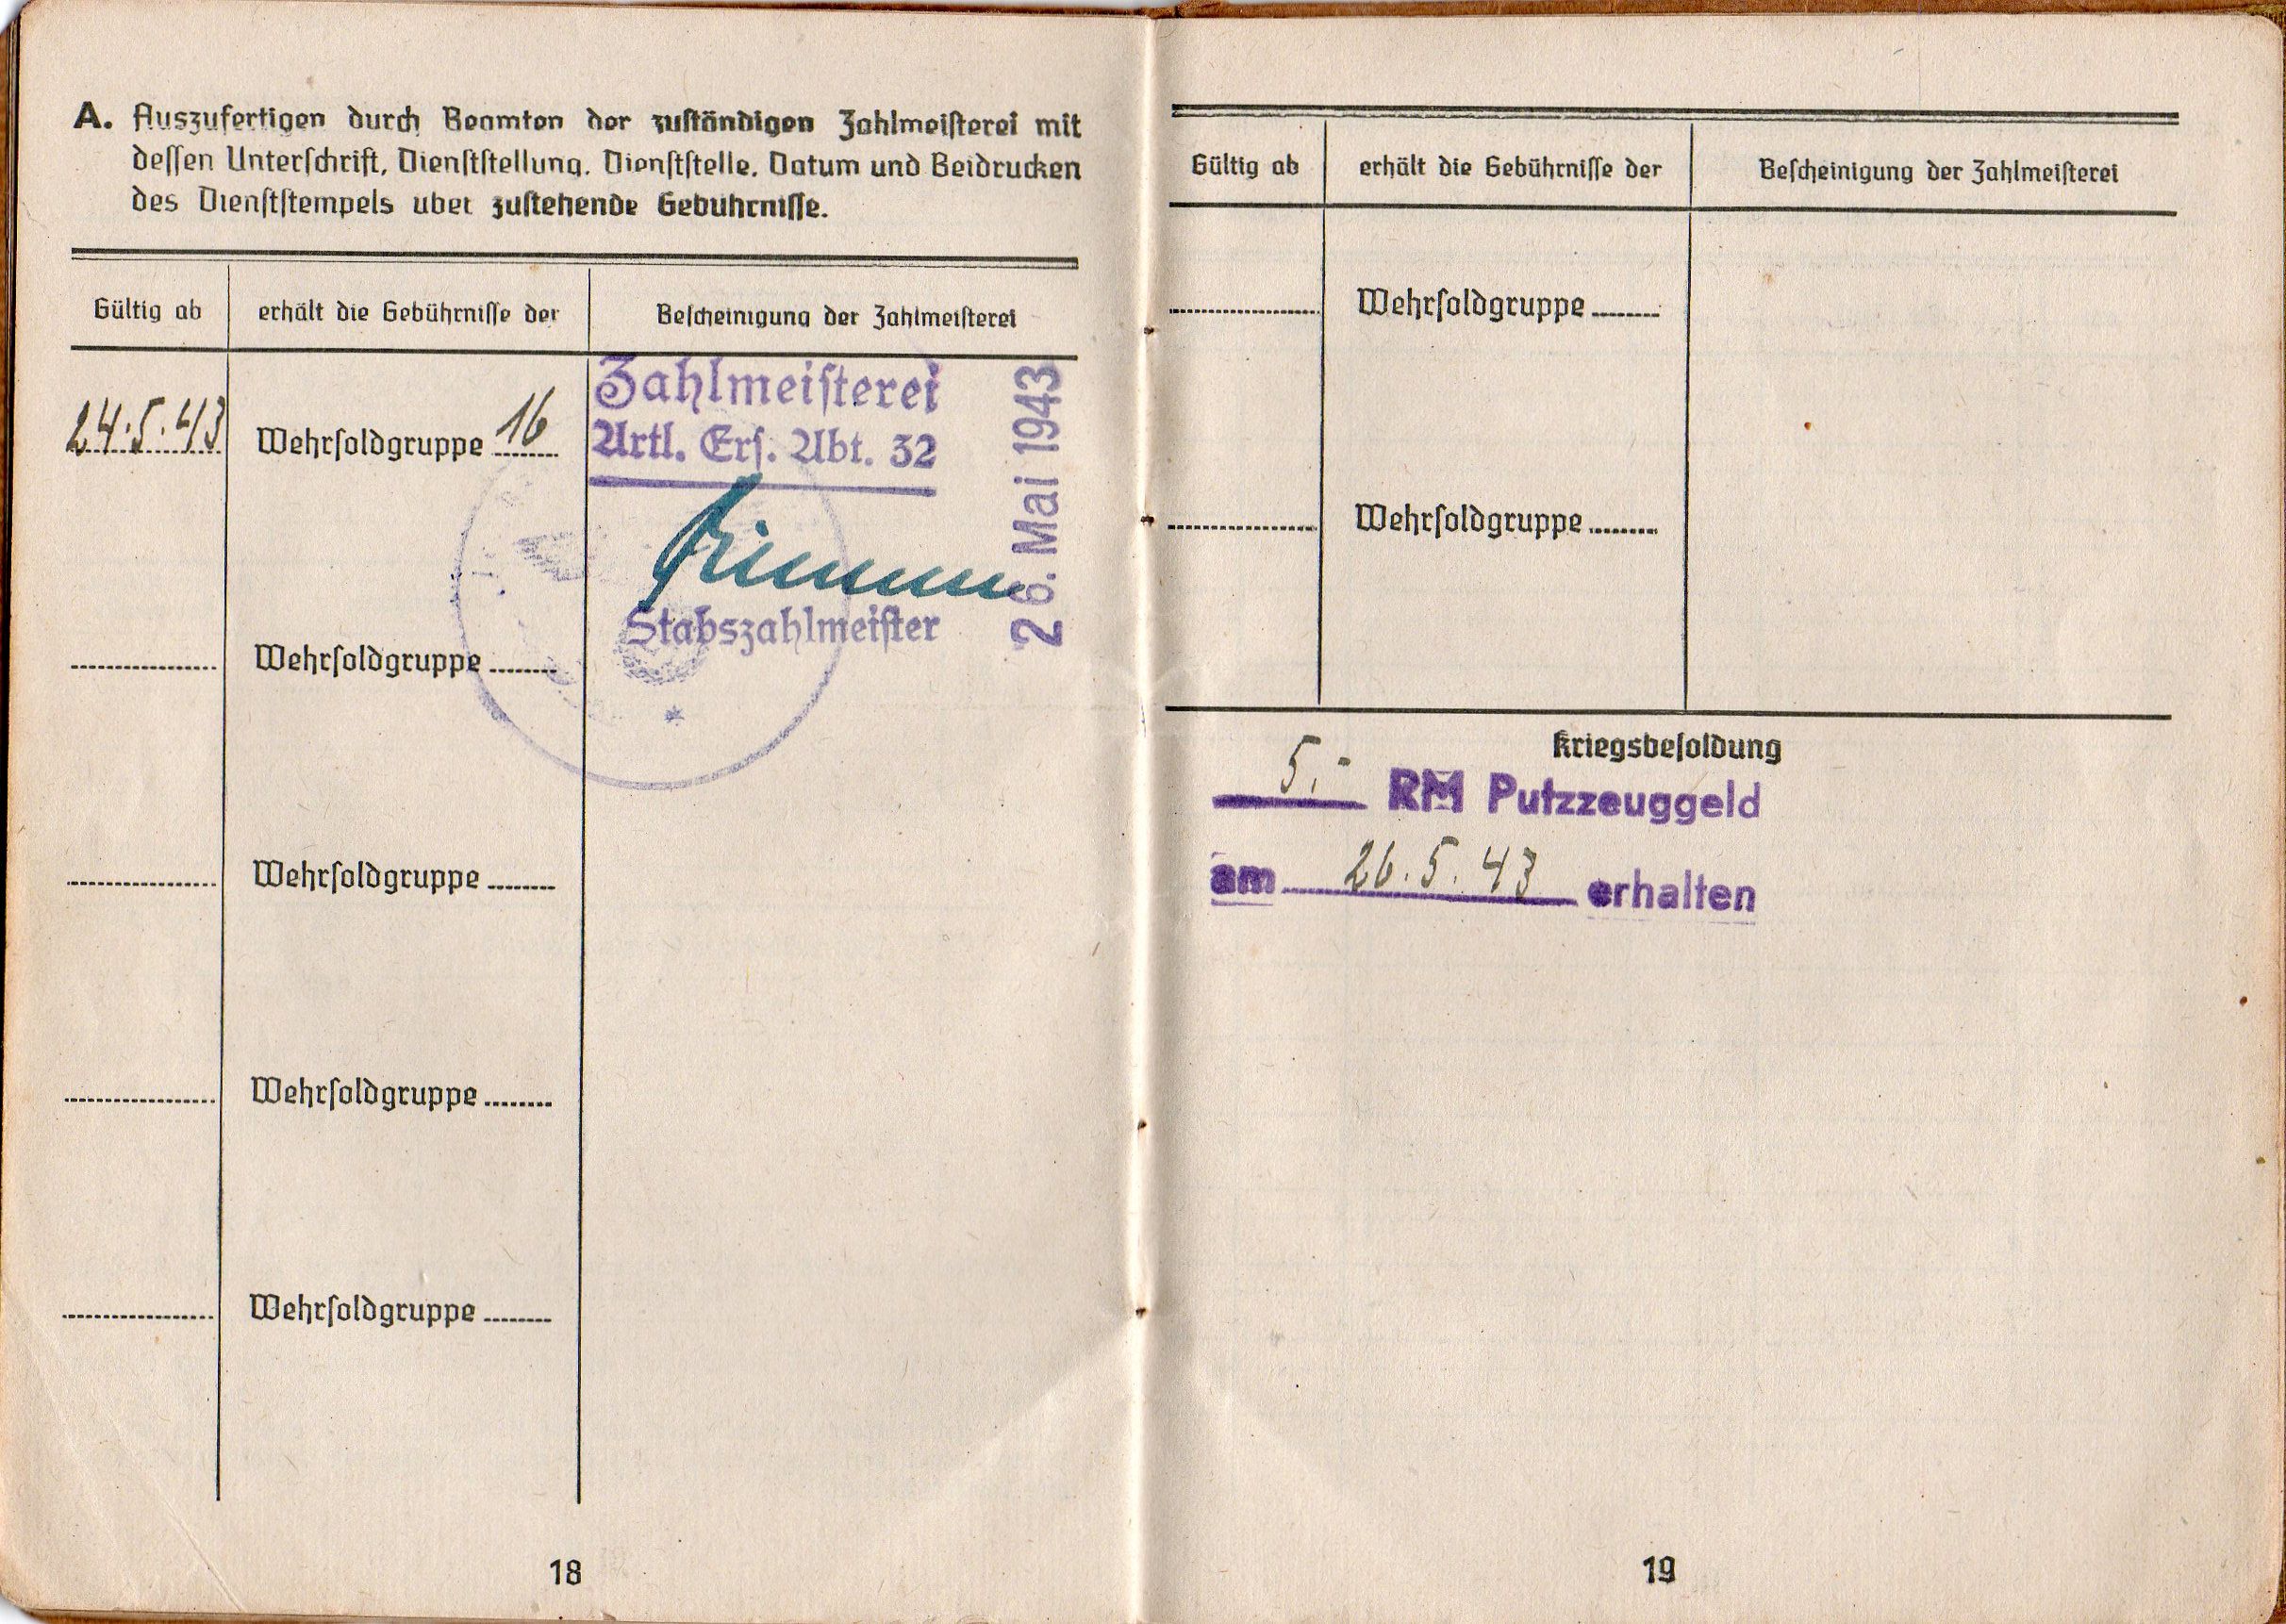 A. Auszufertigen durch Beamten der zuständigen Zahlmeisterei mit
dessen Unterschrift, Dienststellung, Dienststelle, Datum und Beidrucken
des Dienststempels über zustehende Gebührnisse.
Gültig ab erhält die Gebührnisse der Bescheinigung der Zahlmeisterei
Zahlmeisterei
24.5.43 Wehrsoldgruppe 16 Artl. Ers. Abt. 32
26. Mai 1943
Stabszahlmeister
Wehrsoldgruppe
Wehrsoldgruppe
Wehrsoldgruppe
Wehrsoldgruppe
18
Gültig ab erhält die Gebührnisse der Bescheinigung der Zahlmeisterei
Wehrsoldgruppe
Wehrsoldgruppe
Kriegsbesoldung
5.- RM Putzzeuggeld
am 26.5.43 erhalten
19